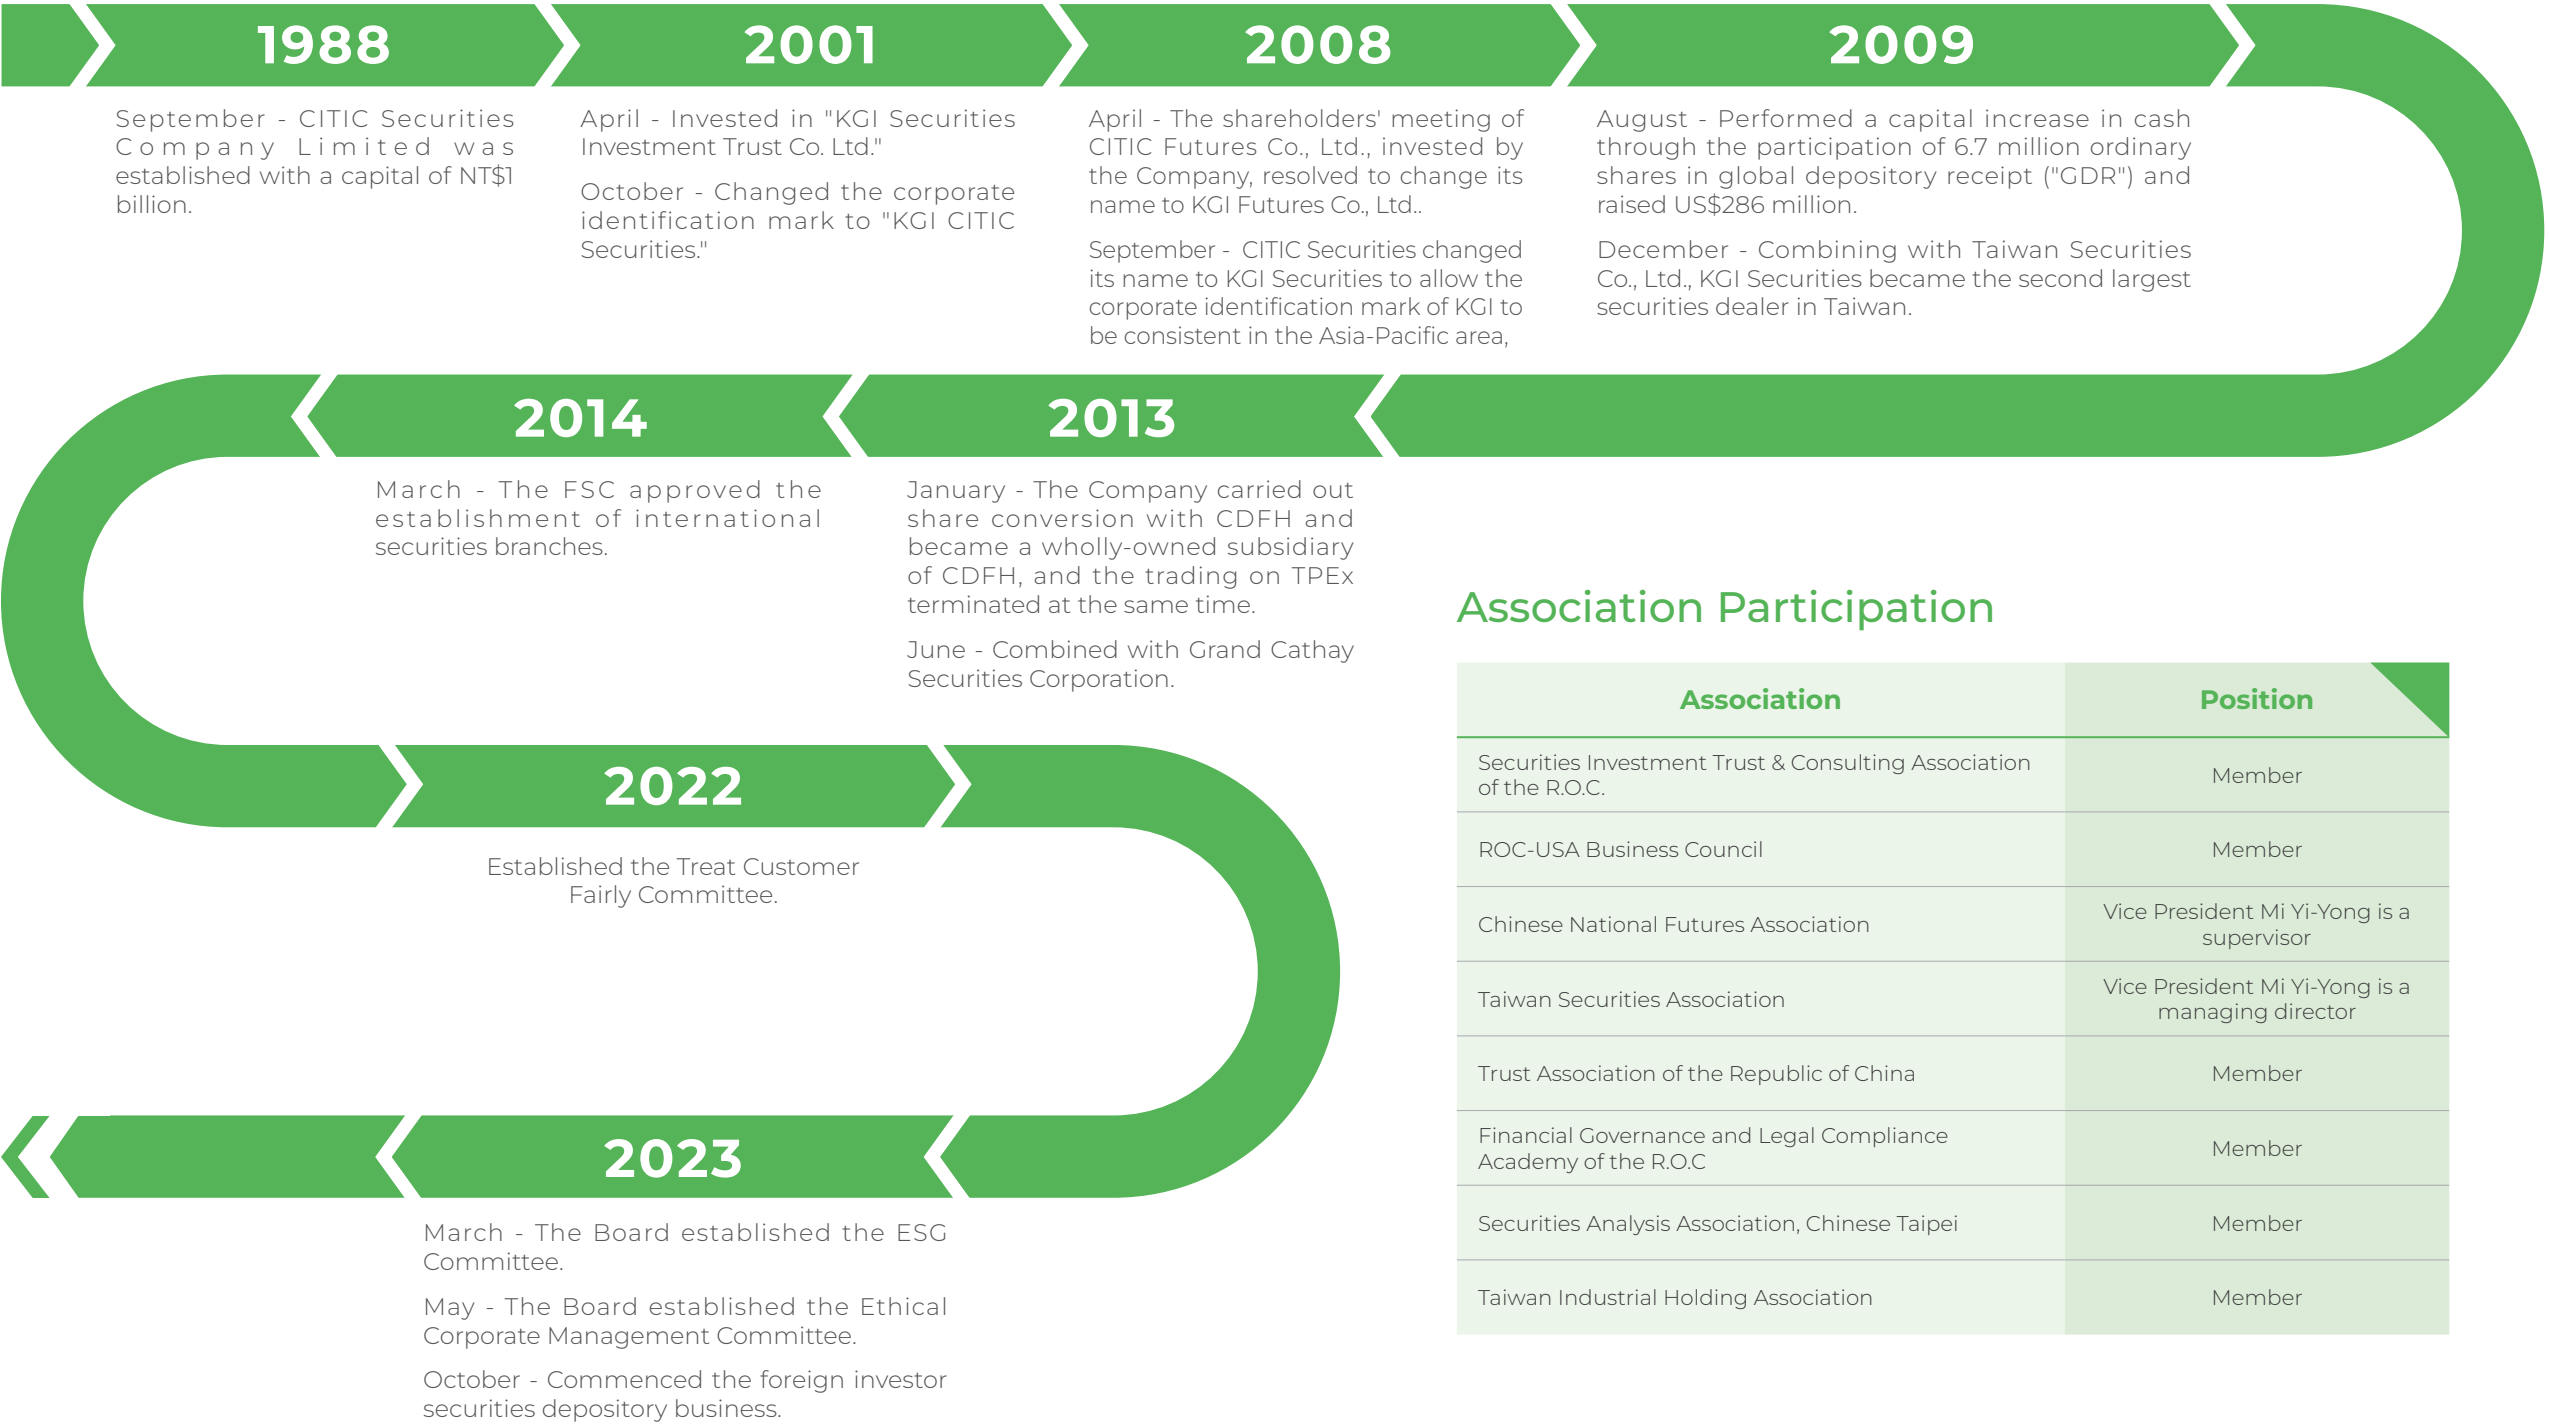 1988
September - CITIC Securities
Company Limited was
established with a capital of NT$1
billion.
2001
April - Invested in "KGI Securities
Investment Trust Co. Ltd."
October - Changed the corporate
identification mark to "KGI CITIC
Securities."
2008
April - The shareholders' meeting of
CITIC Futures Co., Ltd., invested by
the Company, resolved to change its
name to KGI Futures Co., Ltd..
September - CITIC Securities changed
its name to KGI Securities to allow the
corporate identification mark of KGI to
be consistent in the Asia-Pacific area,
2009
August - Performed a capital increase in cash
through the participation of 6.7 million ordinary
shares in global depository receipt ("GDR") and
raised US$286 million.
December - Combining with Taiwan Securities
Co., Ltd., KGI Securities became the second largest
securities dealer in Taiwan.
2013
January - The Company carried out
share conversion with CDFH and
became a wholly-owned subsidiary
of CDFH, and the trading on TPEx
terminated at the same time.
June - Combined with Grand Cathay
Securities Corporation.
2014
March - The FSC approved the
establishment of international
securities branches.
2022
Established the Treat Customer
Fairly Committee.
2023
March - The Board established the ESG
Committee.
May - The Board established the Ethical
Corporate Management Committee.
October - Commenced the foreign investor
securities depository business.
Association Participation
Association Position
Securities Investment Trust & Consulting Association
of the R.O.C.
Member
ROC-USA Business Council Member
Chinese National Futures Association
Vice President Mi Yi-Yong is a
supervisor
Taiwan Securities Association
Vice President Mi Yi-Yong is a
managing director
Trust Association of the Republic of China Member
Financial Governance and Legal Compliance
Academy of the R.O.C
Member
Securities Analysis Association, Chinese Taipei Member
Taiwan Industrial Holding Association Member